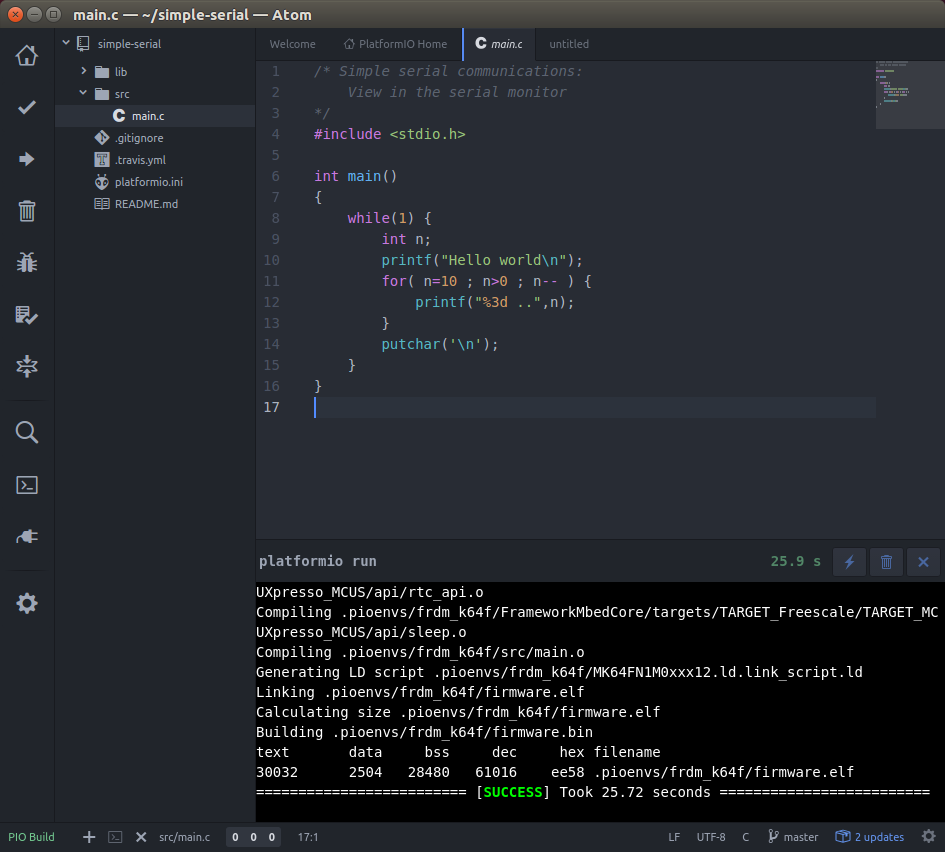 main.c — ~/simple-serial — Atom
simple-serial
lib
src
main.c
.gitignore
.travis.yml
platformio.ini
README.md
Welcome
PlatformIO Home
main.c
untitled
1 /* Simple serial communications:
2 View in the serial monitor
3 */
4 #include <stdio.h>
5
6 int main()
7 {
8 while(1) {
9 int n;
10 printf("Hello world\n");
11 for( n=10 ; n>0 ; n-- ) {
12 printf("%3d ..",n);
13 }
14 putchar('\n');
15 }
16 }
17
platformio run 25.9 s
UXpresso_MCUS/api/rtc_api.o
Compiling .pioenvs/frdm_k64f/FrameworkMbedCore/targets/TARGET_Freescale/TARGET_MC
UXpresso_MCUS/api/sleep.o
Compiling .pioenvs/frdm_k64f/src/main.o
Generating LD script .pioenvs/frdm_k64f/MK64FN1M0xxx12.ld.link_script.ld
Linking .pioenvs/frdm_k64f/firmware.elf
Calculating size .pioenvs/frdm_k64f/firmware.elf
Building .pioenvs/frdm_k64f/firmware.bin
text data bss dec hex filename
30032 2504 28480 61016 ee58 .pioenvs/frdm_k64f/firmware.elf
========================= [SUCCESS] Took 25.72 seconds =========================
PIO Build src/main.c 0 0 0 17:1 LF UTF-8 C master 2 updates